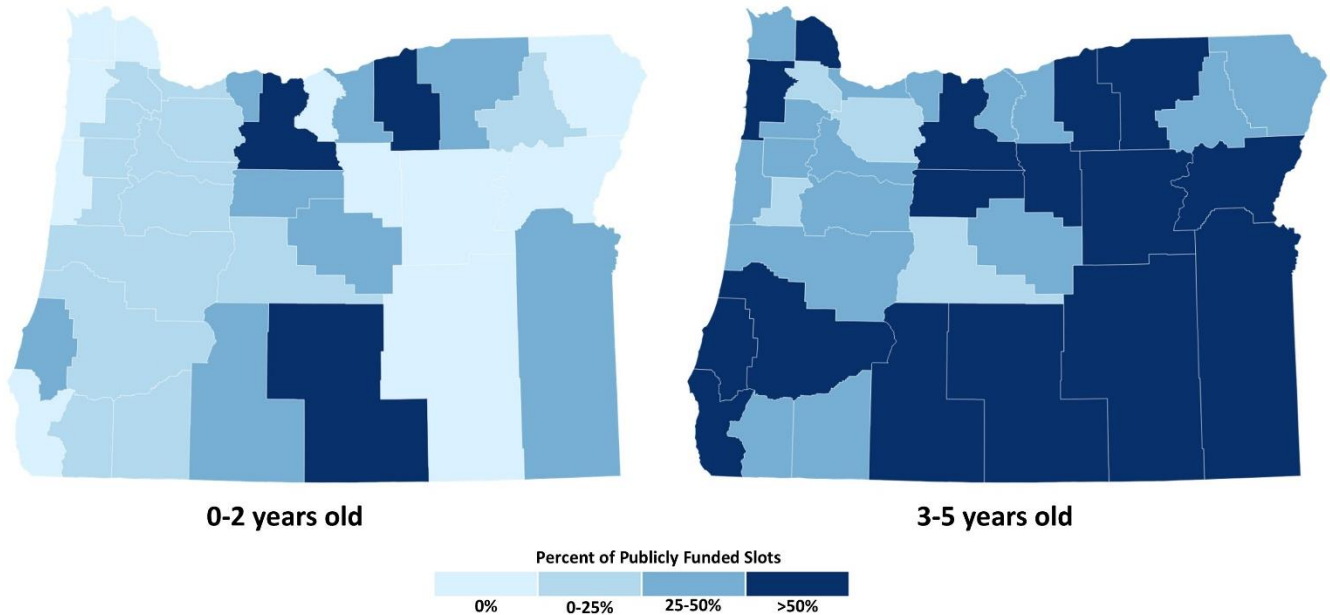 0-2 years old
3-5 years old
Percent of Publicly Funded Slots
0%
0-25%
25-50%
>50%